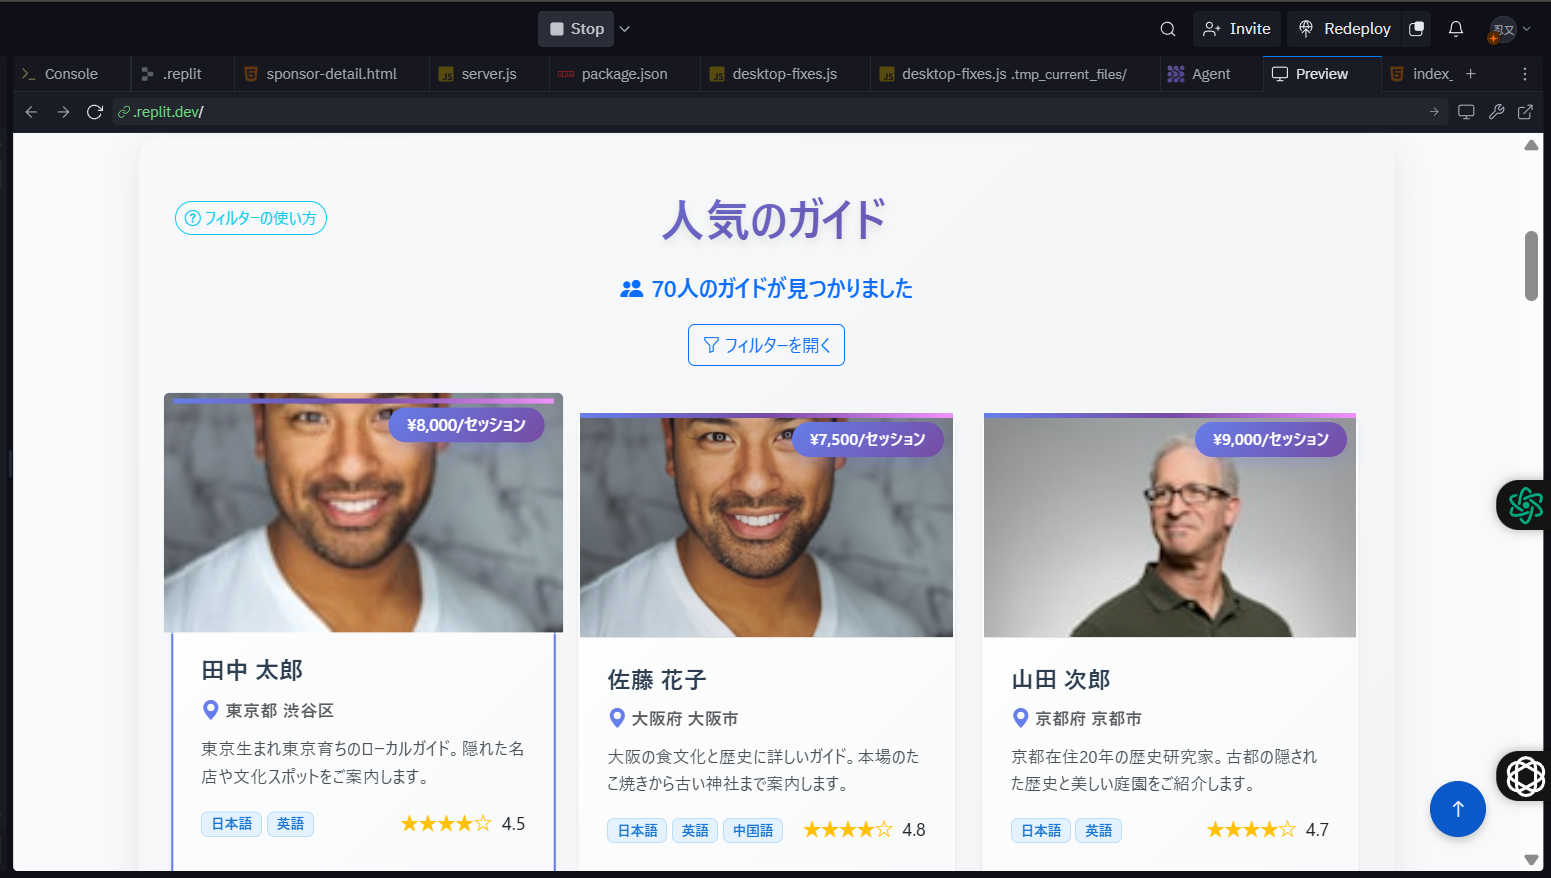 Stop
Invite
Redeploy
忍又
Console
.replit
sponsor-detail.html
server.js
package.json
desktop-fixes.js
desktop-fixes.js .tmp_current_files/
Agent
Preview
index_
.replit.dev/
フィルターの使い方
人気のガイド
70人のガイドが見つかりました
フィルターを開く
¥8,000/セッション
田中 太郎
東京都 渋谷区
東京生まれ東京育ちのローカルガイド。隠れた名
店や文化スポットをご案内します。
日本語 英語
★★★★☆ 4.5
¥7,500/セッション
佐藤 花子
大阪府 大阪市
大阪の食文化と歴史に詳しいガイド。本場のた
こ焼きから古い神社まで案内します。
日本語 英語 中国語
★★★★☆ 4.8
¥9,000/セッション
山田 次郎
京都府 京都市
京都在住20年の歴史研究家。古都の隠され
た歴史と美しい庭園をご紹介します。
日本語 英語
★★★★☆ 4.7